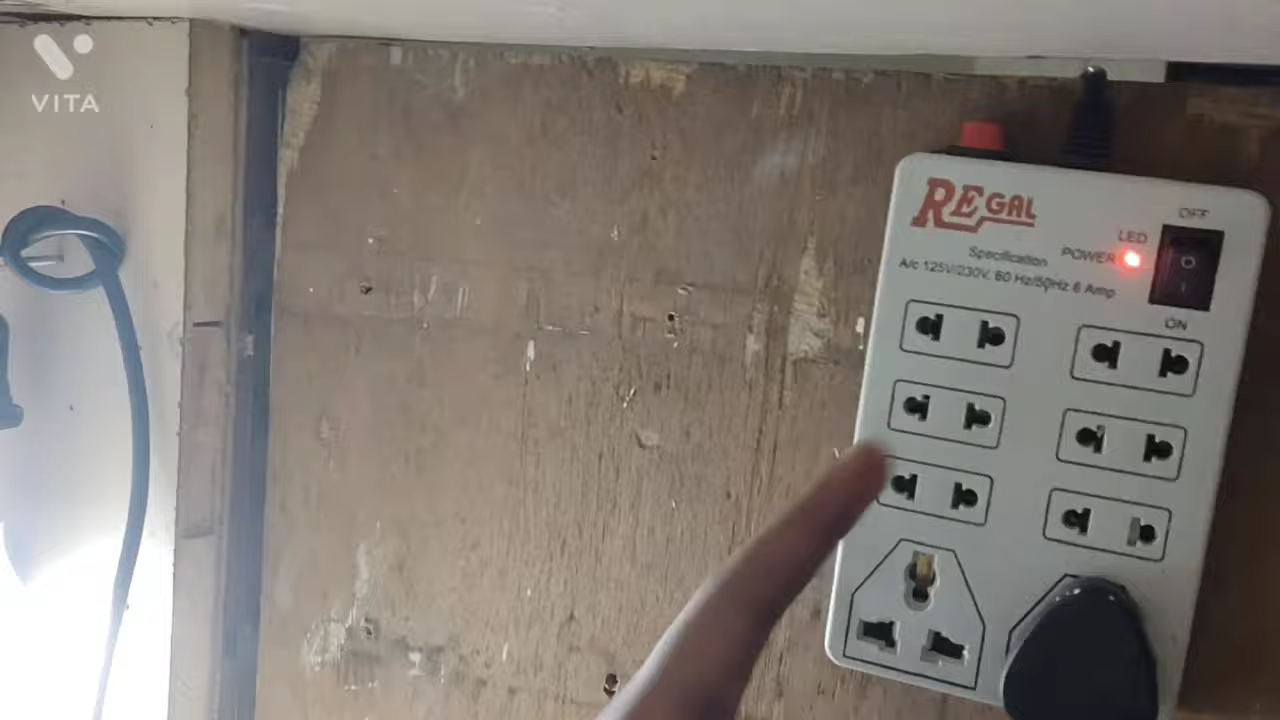 VITA
REGAL
OFF
LED
POWER
Specification
A/c 125V/230V, 60 Hz/50Hz 6 Amp
ON